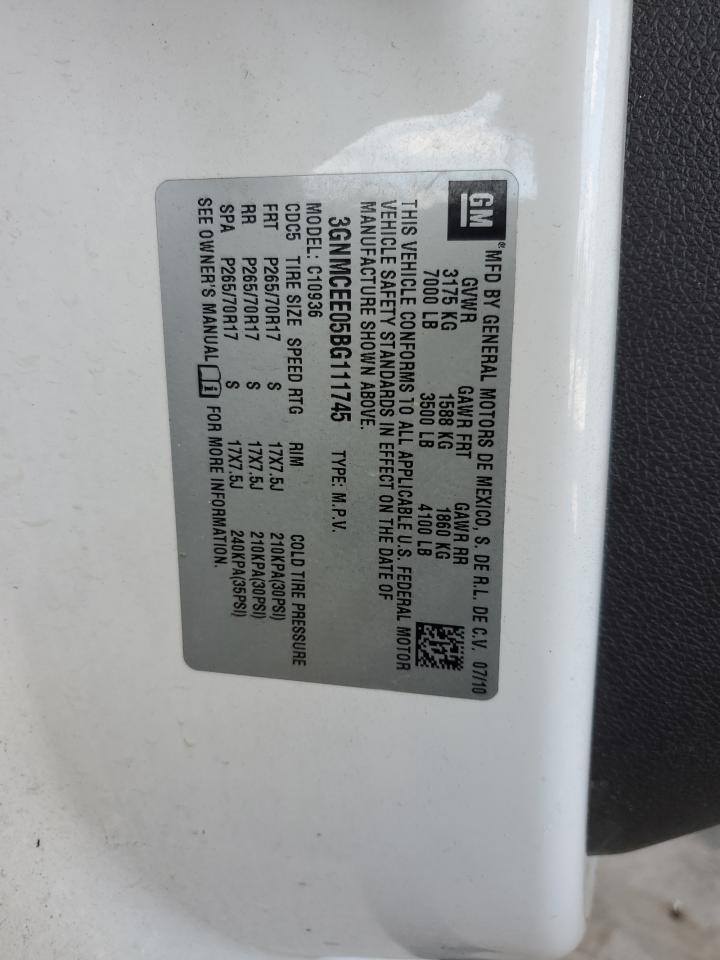 GM
®MFD BY GENERAL MOTORS DE MEXICO, S. DE R.L. DE C.V. 07/10
GVWR GAWR FRT GAWR RR
3175 KG 1588 KG 1860 KG
7000 LB 3500 LB 4100 LB
THIS VEHICLE CONFORMS TO ALL APPLICABLE U.S. FEDERAL MOTOR
VEHICLE SAFETY STANDARDS IN EFFECT ON THE DATE OF
MANUFACTURE SHOWN ABOVE.
3GNMCEE05BG111745 TYPE: M.P.V.
MODEL: C10936
CDC5 TIRE SIZE SPEED RTG RIM COLD TIRE PRESSURE
FRT P265/70R17 S 17X7.5J 210KPA(30PSI)
RR P265/70R17 S 17X7.5J 210KPA(30PSI)
SPA P265/70R17 S 17X7.5J 240KPA(35PSI)
SEE OWNER'S MANUAL FOR MORE INFORMATION.